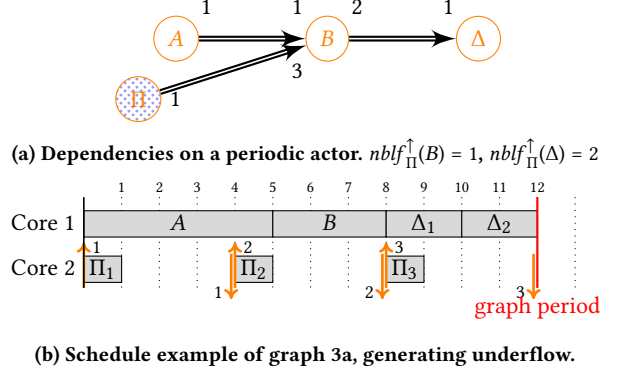 1 1 2 1
A B Δ
3
Π 1
(a) Dependencies on a periodic actor. nblf↑Π(B) = 1, nblf↑Π(Δ) = 2
1 2 3 4 5 6 7 8 9 10 11 12
Core 1 A B Δ1 Δ2
1 2 3
Core 2 Π1 Π2 Π3
1 2 3
graph period
(b) Schedule example of graph 3a, generating underflow.